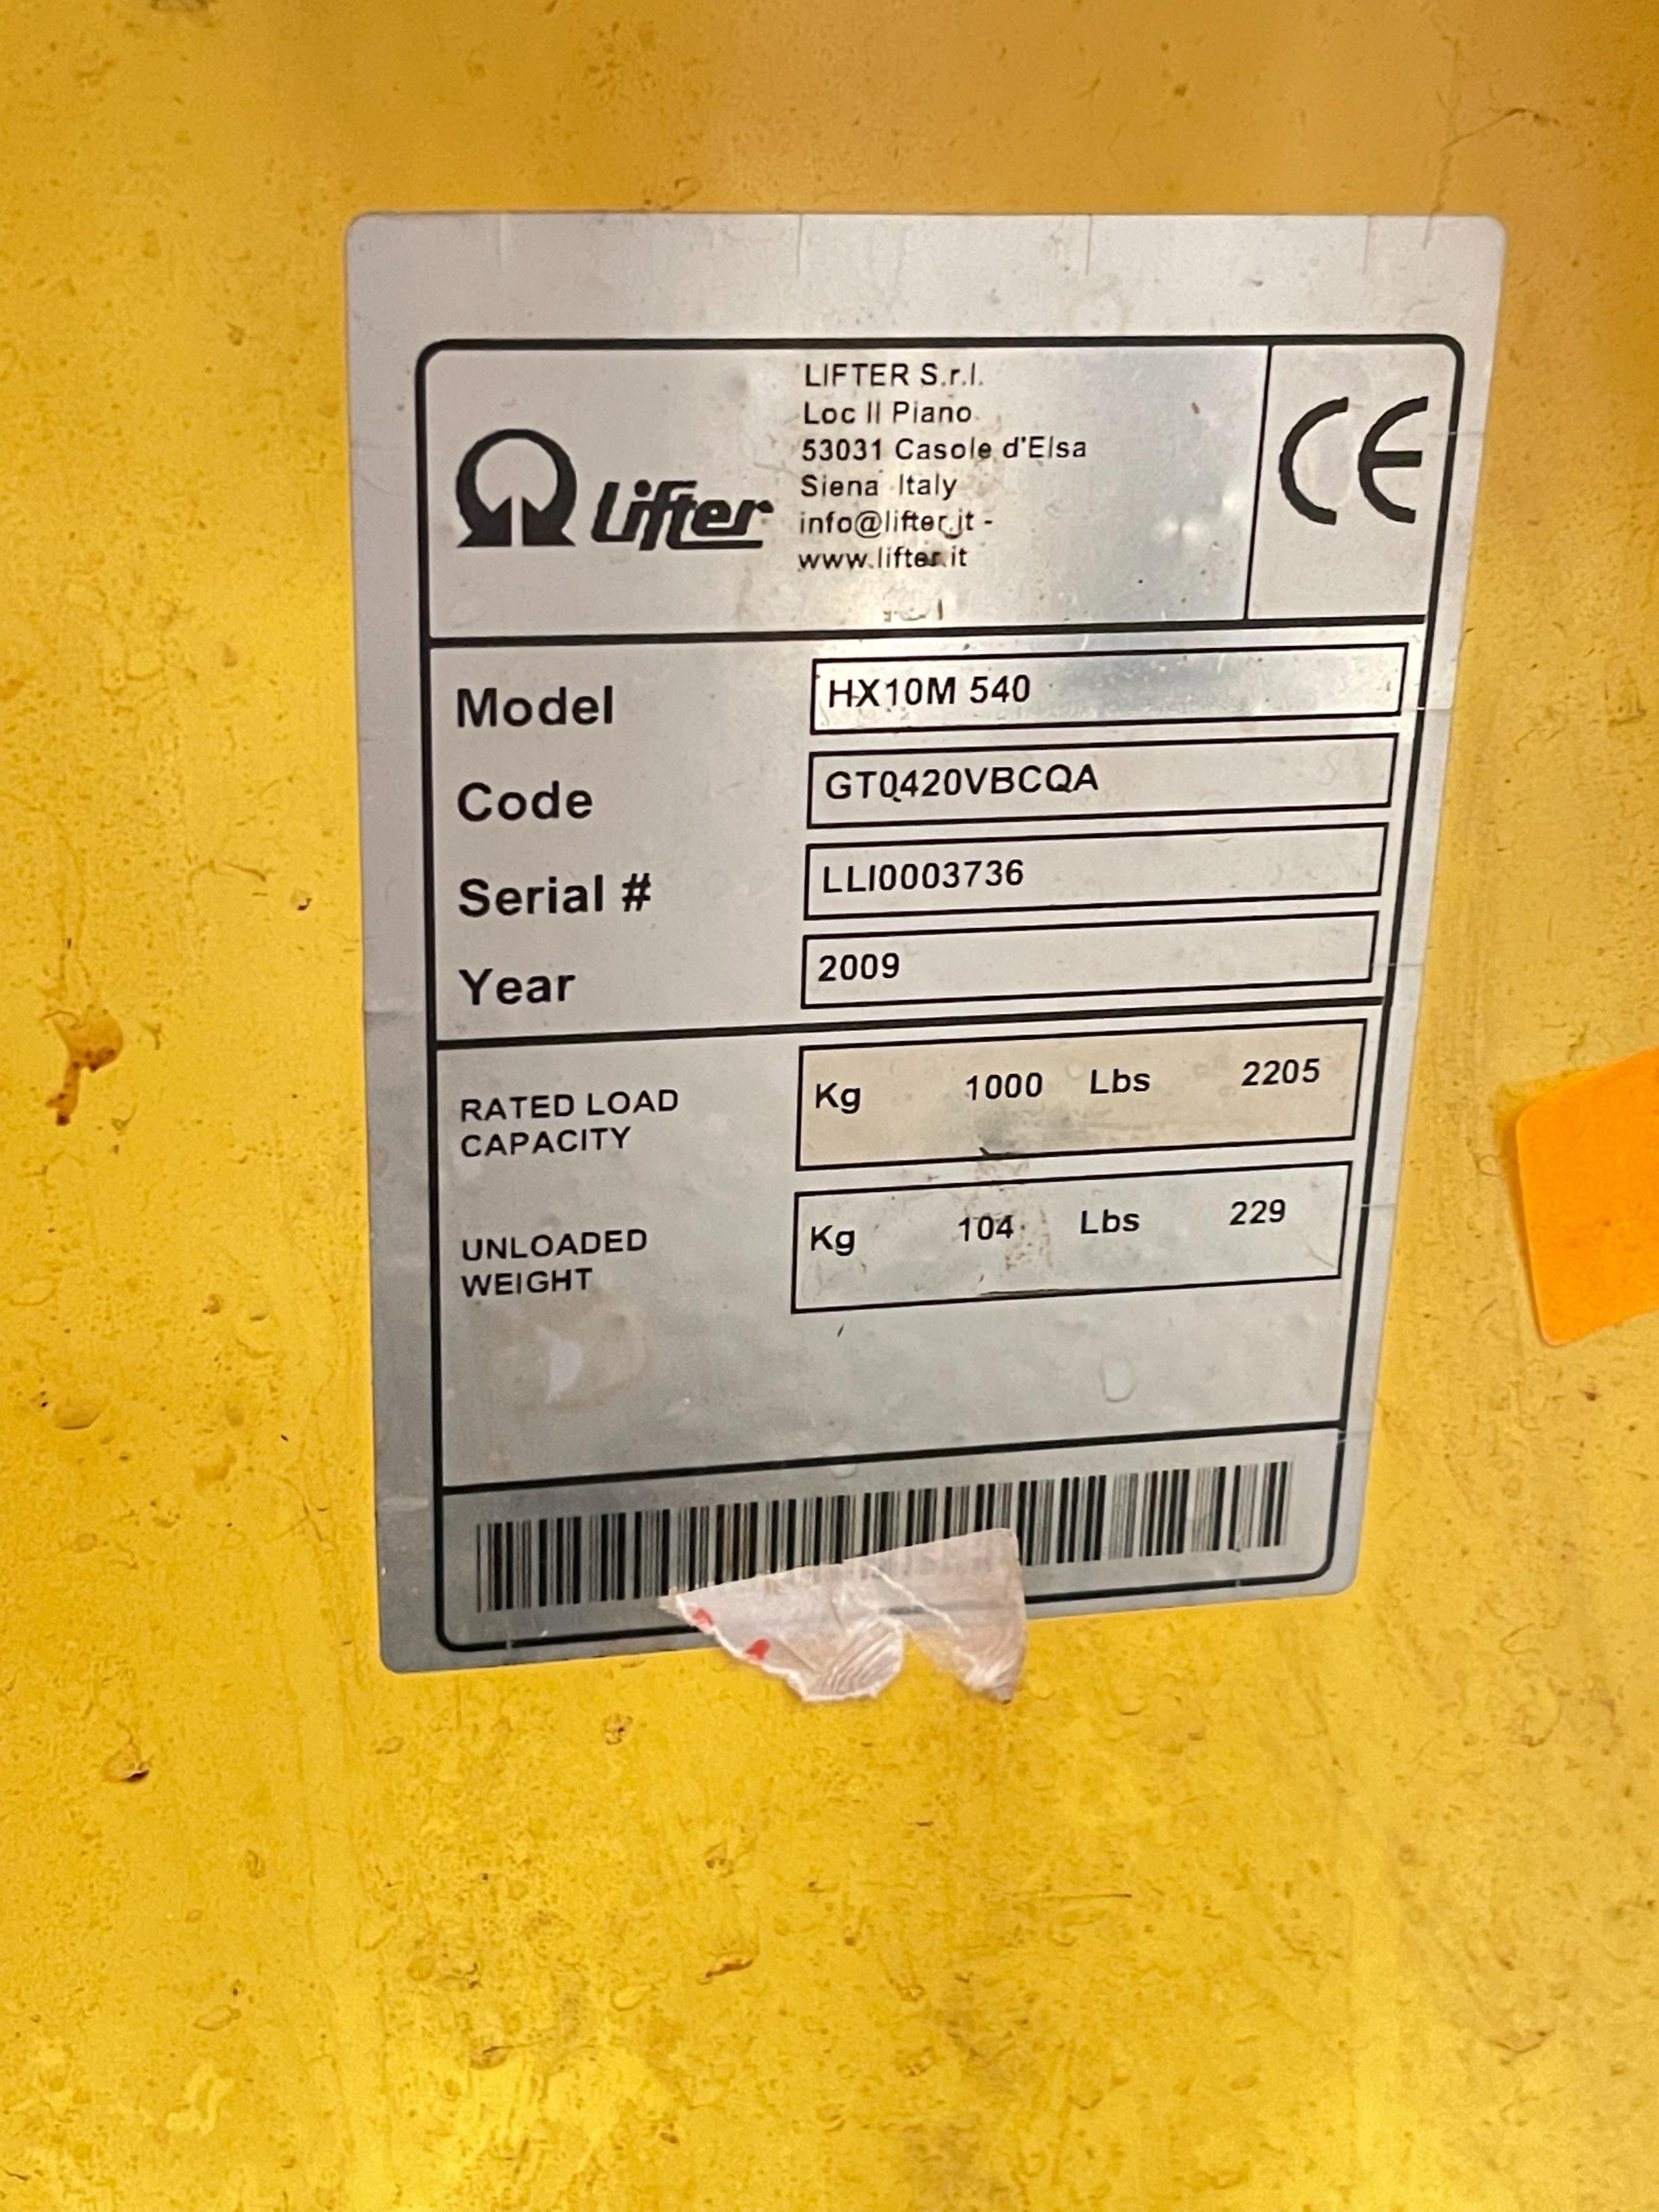 Lifter
LIFTER S.r.l.
Loc Il Piano
53031 Casole d'Elsa
Siena Italy
info@lifter.it -
www.lifter.it
CE
Model HX10M 540
Code GT0420VBCQA
Serial # LLI0003736
Year 2009
RATED LOAD
CAPACITY
Kg 1000 Lbs 2205
UNLOADED
WEIGHT
Kg 104 Lbs 229